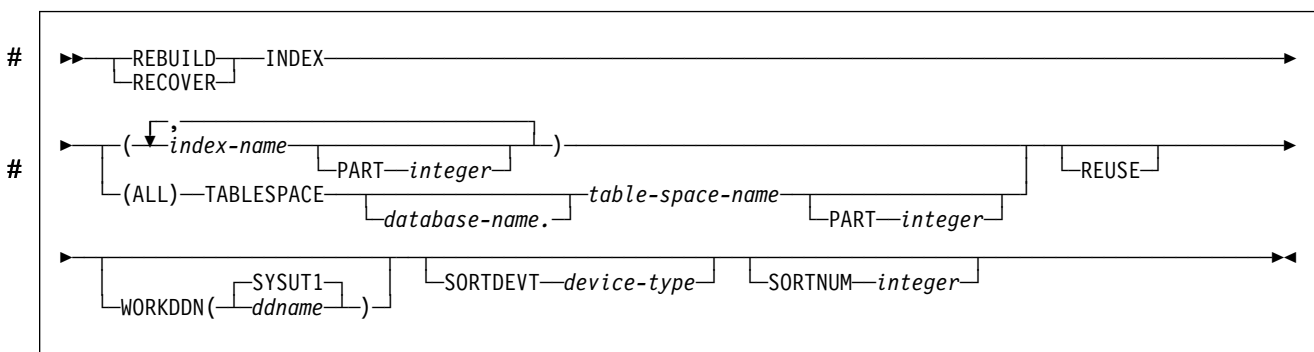 # REBUILD INDEX
RECOVER
,
( index-name )
# PART integer REUSE
(ALL) TABLESPACE table-space-name
database-name. PART integer
SYSUT1 SORTDEVT device-type SORTNUM integer
WORKDDN( ddname )